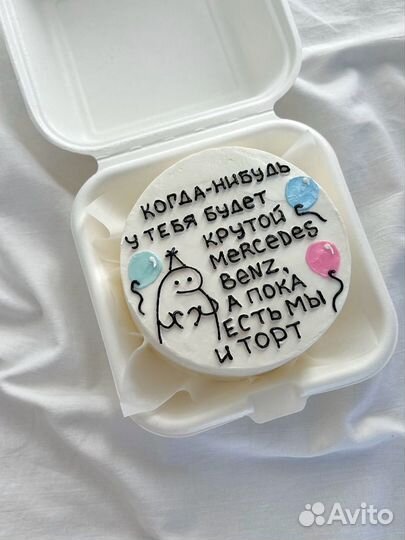 КОГДА-НИБУДЬ
У ТЕБЯ БУДЕТ
КРУТОЙ
MERCEDES
BENZ,
А ПОКА
ЕСТЬ МЫ
И ТОРТ
Avito